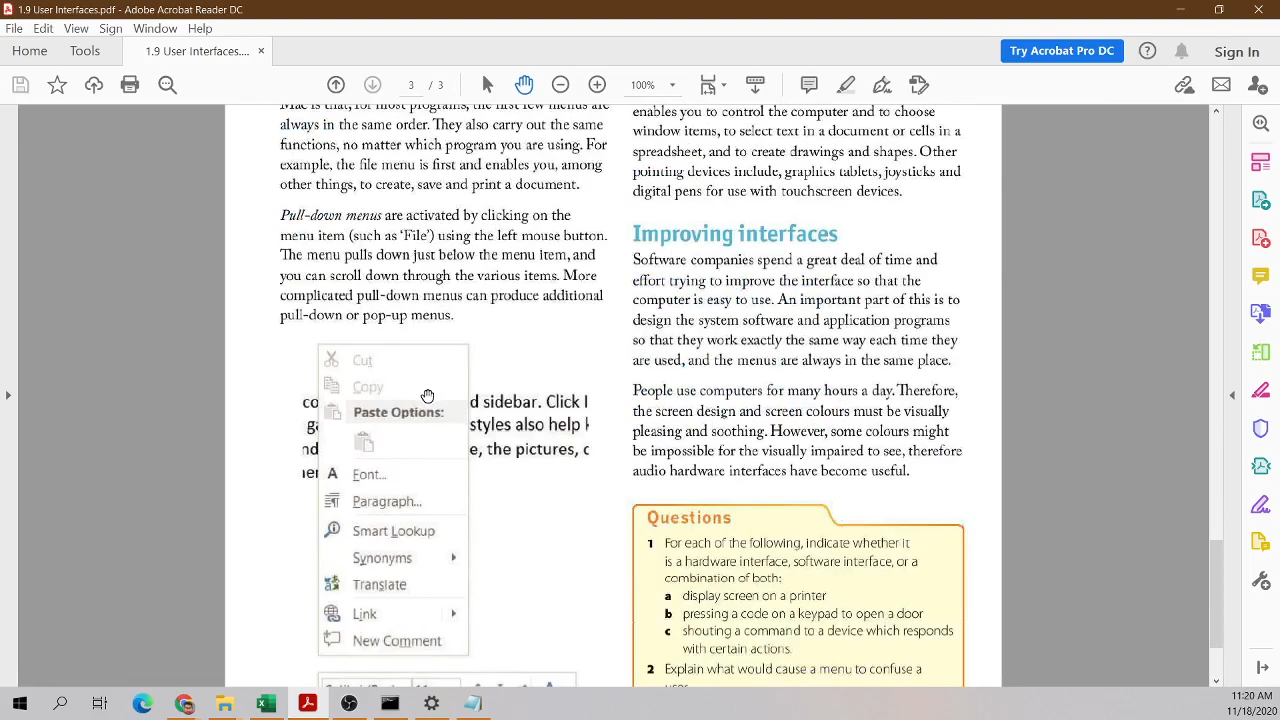 1.9 User Interfaces.pdf - Adobe Acrobat Reader DC
File Edit View Sign Window Help
Home Tools 1.9 User Interfaces.... × Try Acrobat Pro DC Sign In
3 / 3 100%
Mac is that, for most programs, the first few menus are
always in the same order. They also carry out the same
functions, no matter which program you are using. For
example, the file menu is first and enables you, among
other things, to create, save and print a document.
Pull-down menus are activated by clicking on the
menu item (such as ‘File’) using the left mouse button.
The menu pulls down just below the menu item, and
you can scroll down through the various items. More
complicated pull-down menus can produce additional
pull-down or pop-up menus.
Cut
Copy
Paste Options:
Font...
Paragraph...
Smart Lookup
Synonyms
Translate
Link
New Comment
d sidebar. Click
styles also help
e, the pictures,
enables you to control the computer and to choose
window items, to select text in a document or cells in a
spreadsheet, and to create drawings and shapes. Other
pointing devices include, graphics tablets, joysticks and
digital pens for use with touchscreen devices.
Improving interfaces
Software companies spend a great deal of time and
effort trying to improve the interface so that the
computer is easy to use. An important part of this is to
design the system software and application programs
so that they work exactly the same way each time they
are used, and the menus are always in the same place.
People use computers for many hours a day. Therefore,
the screen design and screen colours must be visually
pleasing and soothing. However, some colours might
be impossible for the visually impaired to see, therefore
audio hardware interfaces have become useful.
Questions
1 For each of the following, indicate whether it
is a hardware interface, software interface, or a
combination of both:
a display screen on a printer
b pressing a code on a keypad to open a door
c shouting a command to a device which responds
with certain actions.
2 Explain what would cause a menu to confuse a
11:20 AM
11/18/2020